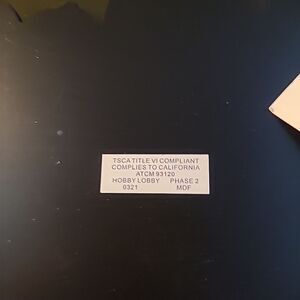 TSCA TITLE VI COMPLIANT
COMPLIES TO CALIFORNIA
ATCM 93120
HOBBY LOBBY PHASE 2
0321 MDF